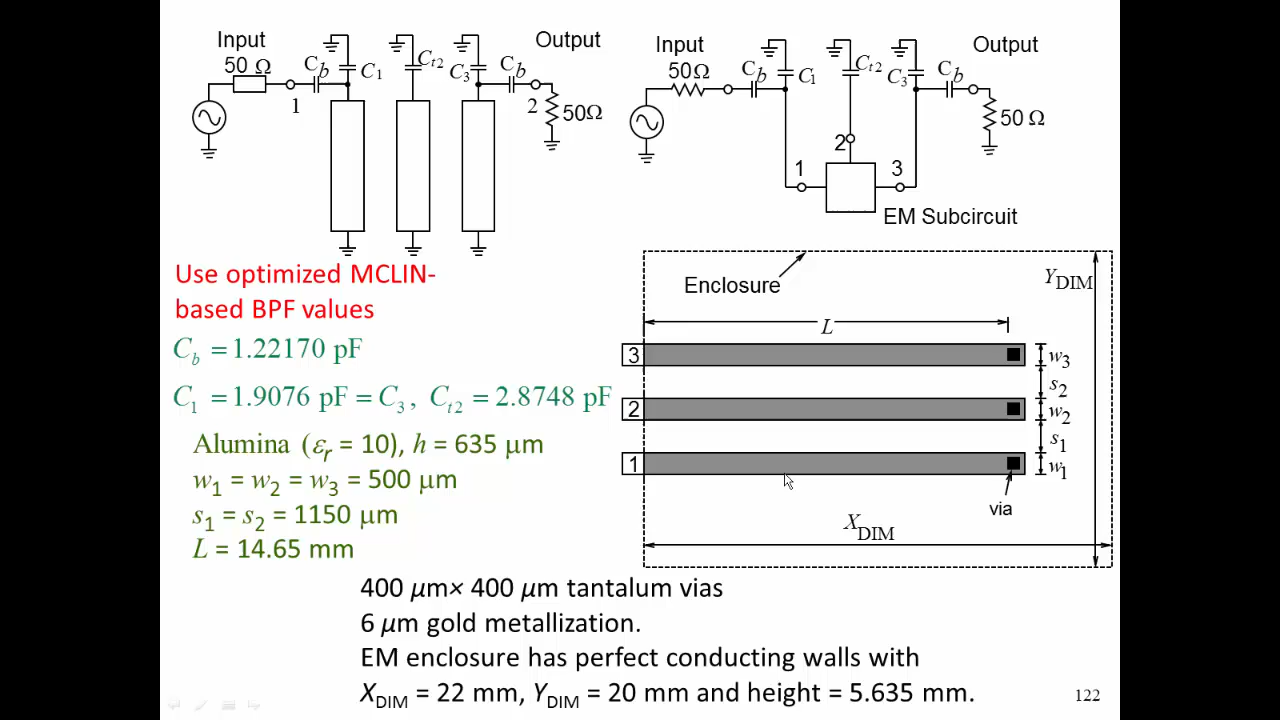 Input
50 Ω
C_b
C_1
C_t2
C_3
C_b
Output
1
2
50Ω
Input
50Ω
C_b
C_1
C_t2
C_3
C_b
Output
50 Ω
2
1
3
EM Subcircuit
Use optimized MCLIN-
based BPF values
C_b = 1.22170 pF
C_1 = 1.9076 pF = C_3 , C_t2 = 2.8748 pF
Alumina (ε_r = 10), h = 635 μm
w_1 = w_2 = w_3 = 500 μm
s_1 = s_2 = 1150 μm
L = 14.65 mm
Enclosure
Y_DIM
L
3
w_3
s_2
2
w_2
s_1
1
w_1
via
X_DIM
400 μm× 400 μm tantalum vias
6 μm gold metallization.
EM enclosure has perfect conducting walls with
X_DIM = 22 mm, Y_DIM = 20 mm and height = 5.635 mm.
122